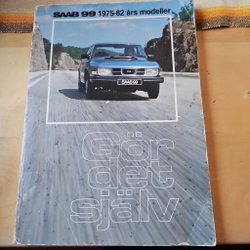 SAAB 99 1975-82 års modeller
SAAB 99
Gör
det
själv